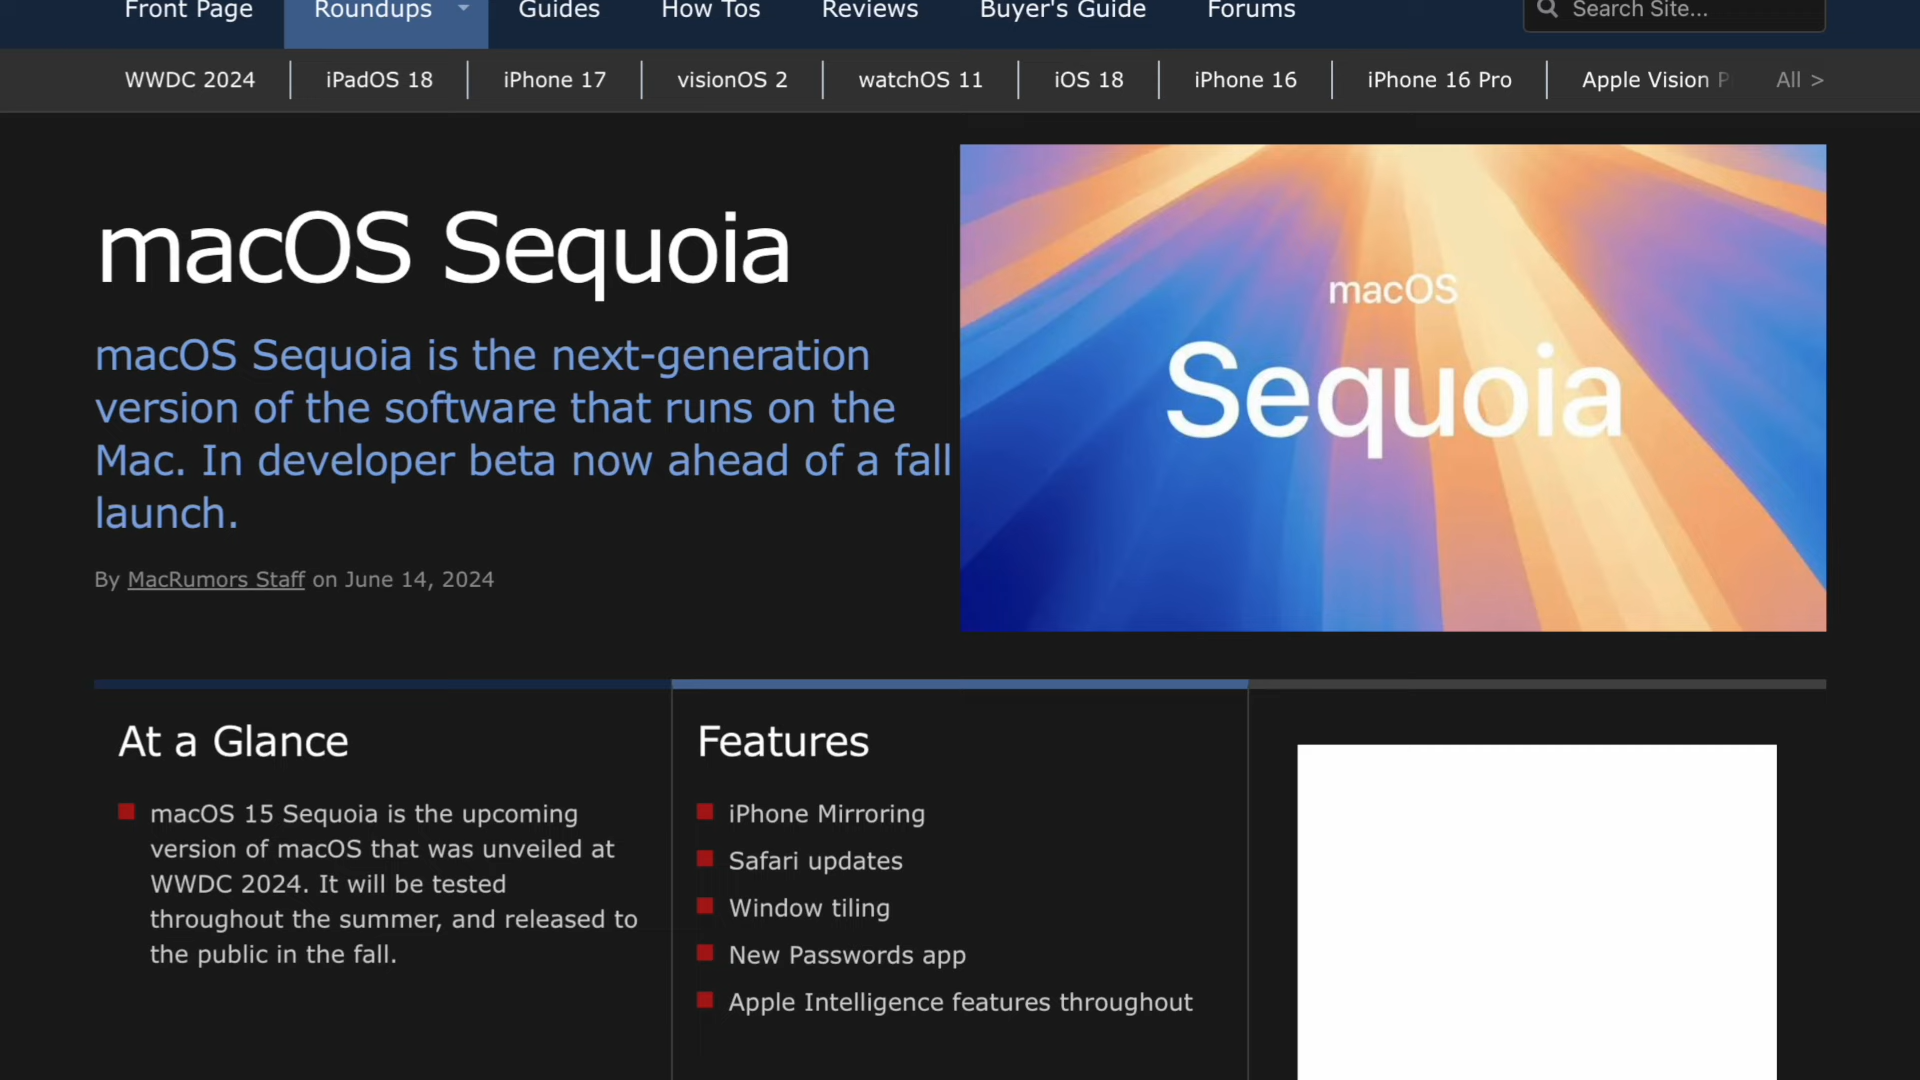 Front Page
Roundups
Guides
How Tos
Reviews
Buyer's Guide
Forums
Search Site...
WWDC 2024
iPadOS 18
iPhone 17
visionOS 2
watchOS 11
iOS 18
iPhone 16
iPhone 16 Pro
Apple Vision P
All >
macOS Sequoia
macOS Sequoia is the next-generation
version of the software that runs on the
Mac. In developer beta now ahead of a fall
launch.
By MacRumors Staff on June 14, 2024
macOS
Sequoia
At a Glance
macOS 15 Sequoia is the upcoming
version of macOS that was unveiled at
WWDC 2024. It will be tested
throughout the summer, and released to
the public in the fall.
Features
iPhone Mirroring
Safari updates
Window tiling
New Passwords app
Apple Intelligence features throughout